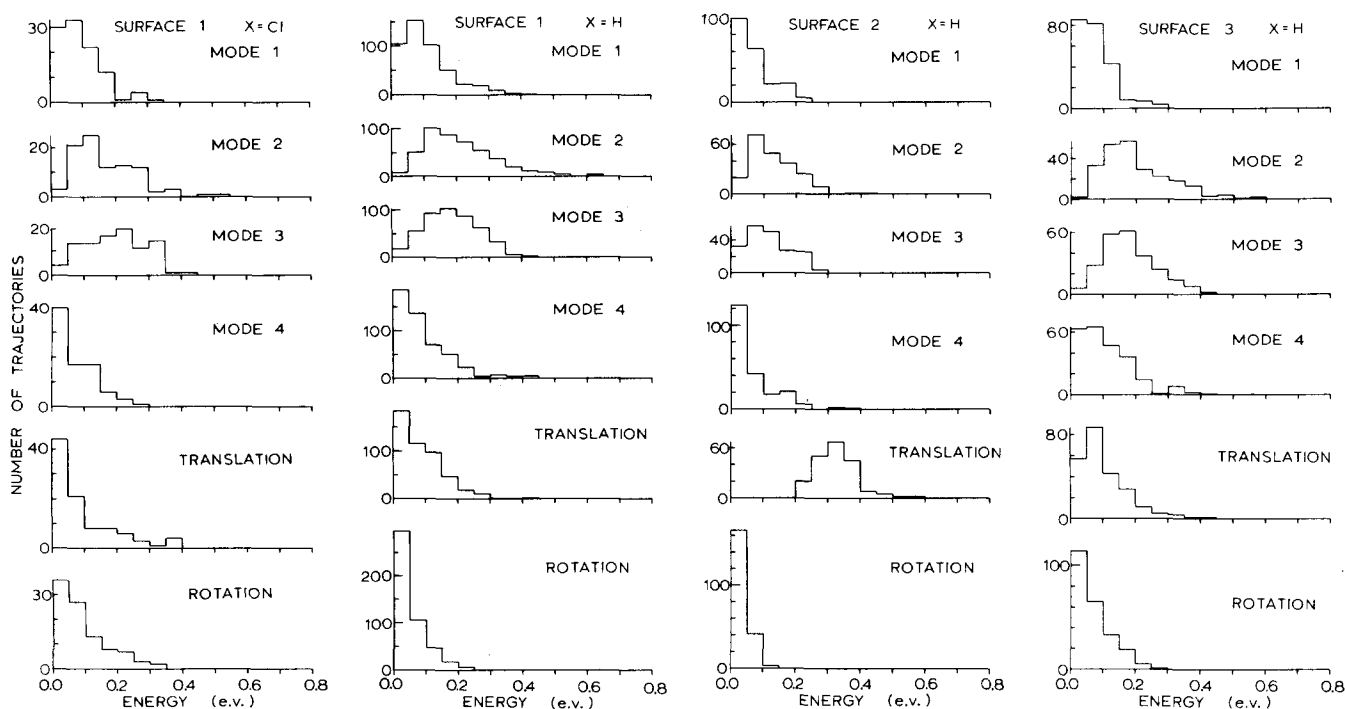 NUMBER OF TRAJECTORIES
SURFACE 1 X=Cl
MODE 1
30
0
MODE 2
20
0
MODE 3
20
0
MODE 4
40
20
0
TRANSLATION
40
0
ROTATION
30
0
0.0 0.2 0.4 0.6 0.8
ENERGY (e.v.)
SURFACE 1 X=H
MODE 1
100
0
MODE 2
100
0
MODE 3
100
0
MODE 4
100
0
TRANSLATION
100
0
ROTATION
200
100
0
0.0 0.2 0.4 0.6 0.8
ENERGY (e.v.)
SURFACE 2 X=H
MODE 1
100
0
MODE 2
60
0
MODE 3
40
0
MODE 4
100
0
TRANSLATION
60
0
ROTATION
100
0
0.0 0.2 0.4 0.6 0.8
ENERGY (e.v.)
SURFACE 3 X=H
MODE 1
80
0
MODE 2
40
0
MODE 3
60
0
MODE 4
60
0
TRANSLATION
80
0
ROTATION
100
0
0.0 0.2 0.4 0.6 0.8
ENERGY (e.v.)